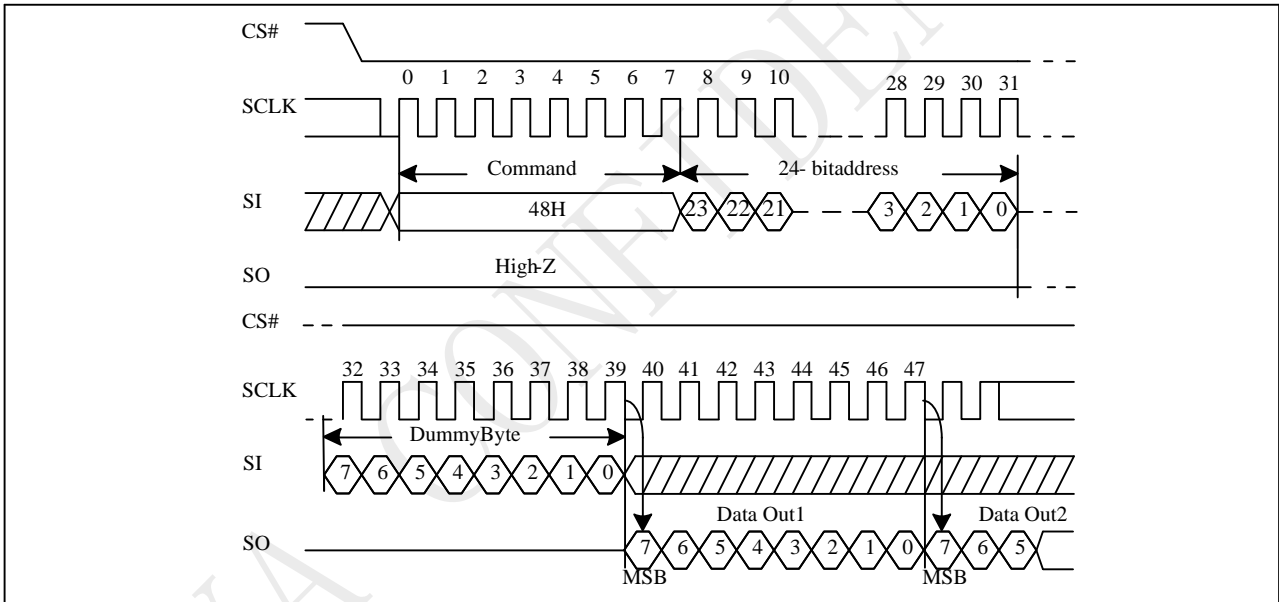 CS#
0 1 2 3 4 5 6 7 8 9 10 28 29 30 31
SCLK
Command 24- bitaddress
SI 48H 23 22 21 3 2 1 0
High-Z
SO
CS#
32 33 34 35 36 37 38 39 40 41 42 43 44 45 46 47
SCLK
DummyByte
SI 7 6 5 4 3 2 1 0
Data Out1 Data Out2
SO 7 6 5 4 3 2 1 0 7 6 5
MSB MSB